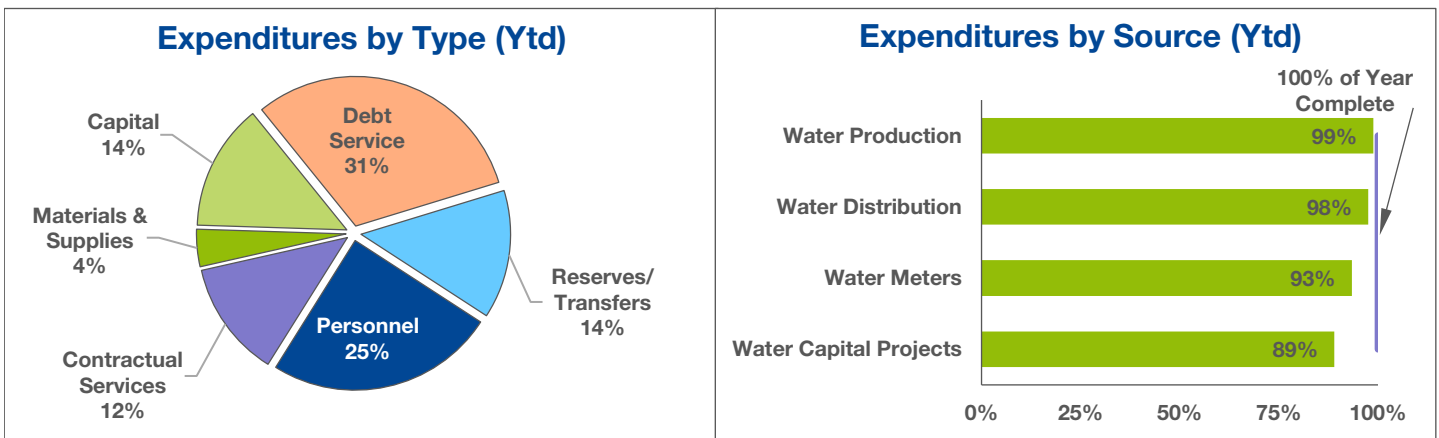 Expenditures by Type (Ytd)
Capital
14%
Debt
Service
31%
Materials &
Supplies
4%
Reserves/
Transfers
14%
Personnel
25%
Contractual
Services
12%
Expenditures by Source (Ytd)
100% of Year
Complete
Water Production
99%
Water Distribution
98%
Water Meters
93%
Water Capital Projects
89%
0% 25% 50% 75% 100%